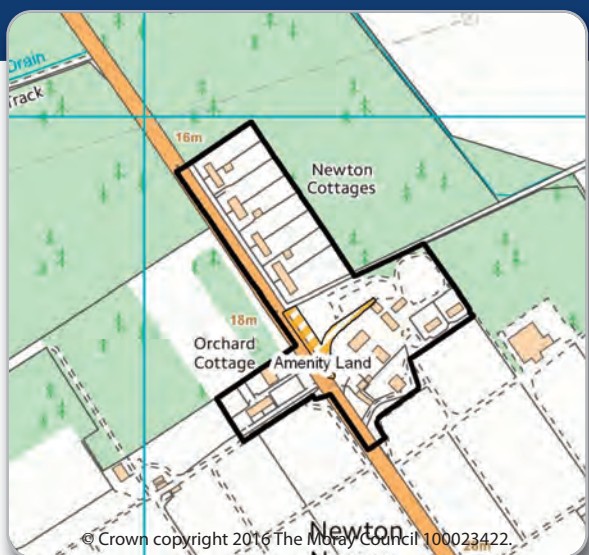 Drain
Track
16m
Newton
Cottages
18m
Orchard
Cottage
Amenity Land
Newton
© Crown copyright 2016 The Moray Council 100023422.